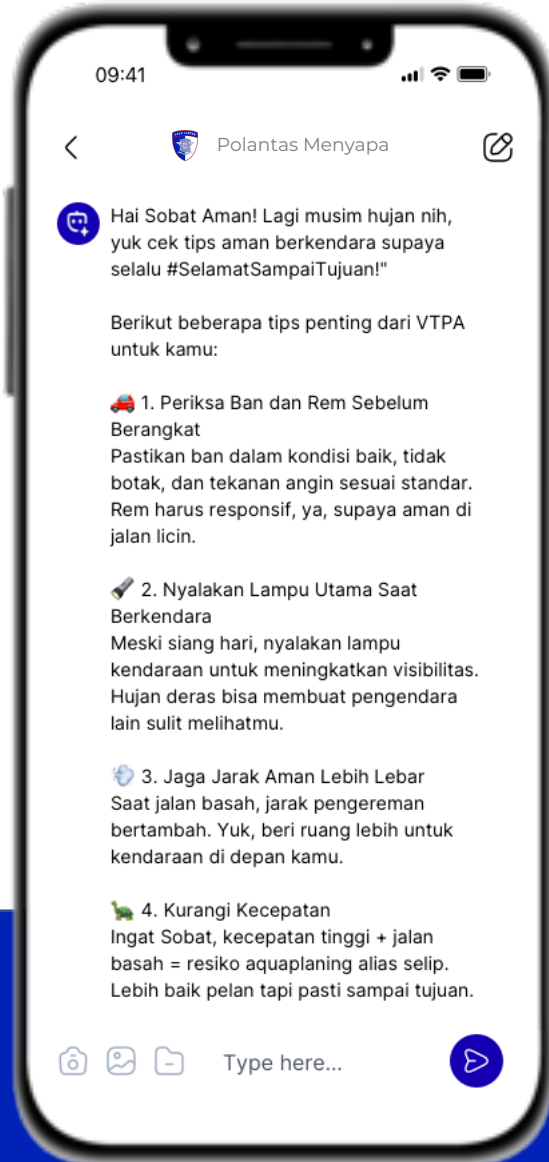 09:41
Polantas Menyapa
Hai Sobat Aman! Lagi musim hujan nih,
yuk cek tips aman berkendara supaya
selalu #SelamatSampaiTujuan!"
Berikut beberapa tips penting dari VTPA
untuk kamu:
🚗 1. Periksa Ban dan Rem Sebelum
Berangkat
Pastikan ban dalam kondisi baik, tidak
botak, dan tekanan angin sesuai standar.
Rem harus responsif, ya, supaya aman di
jalan licin.
🔦 2. Nyalakan Lampu Utama Saat
Berkendara
Meski siang hari, nyalakan lampu
kendaraan untuk meningkatkan visibilitas.
Hujan deras bisa membuat pengendara
lain sulit melihatmu.
💨 3. Jaga Jarak Aman Lebih Lebar
Saat jalan basah, jarak pengereman
bertambah. Yuk, beri ruang lebih untuk
kendaraan di depan kamu.
🐢 4. Kurangi Kecepatan
Ingat Sobat, kecepatan tinggi + jalan
basah = resiko aquaplaning alias selip.
Lebih baik pelan tapi pasti sampai tujuan.
Type here...